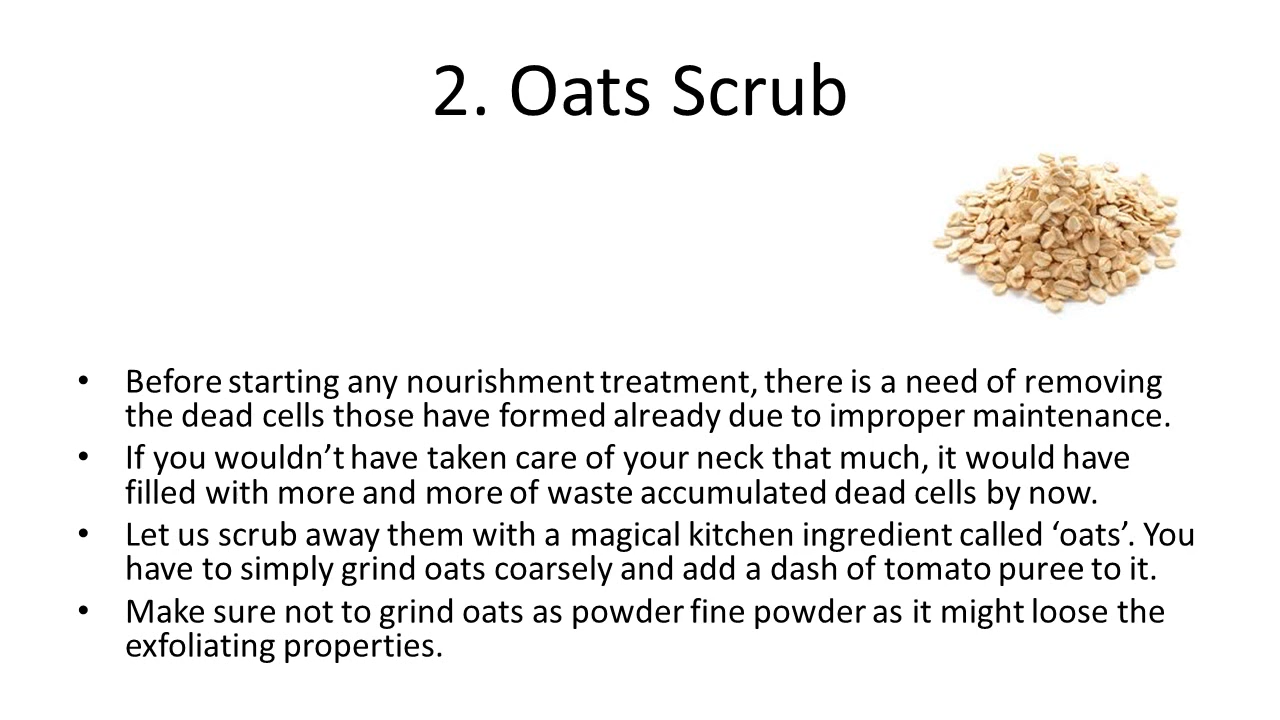 2. Oats Scrub
• Before starting any nourishment treatment, there is a need of removing
the dead cells those have formed already due to improper maintenance.
• If you wouldn’t have taken care of your neck that much, it would have
filled with more and more of waste accumulated dead cells by now.
• Let us scrub away them with a magical kitchen ingredient called ‘oats’. You
have to simply grind oats coarsely and add a dash of tomato puree to it.
• Make sure not to grind oats as powder fine powder as it might loose the
exfoliating properties.